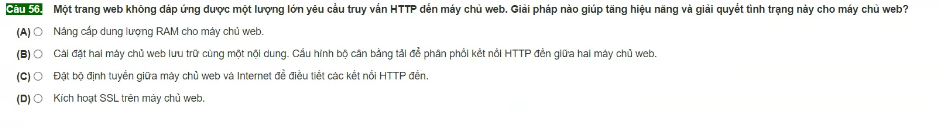 Câu 56. Một trang web không đáp ứng được một lượng lớn yêu cầu truy vấn HTTP đến máy chủ web. Giải pháp nào giúp tăng hiệu năng và giải quyết tình trạng này cho máy chủ web?
(A) Nâng cấp dung lượng RAM cho máy chủ web.
(B) Cài đặt hai máy chủ web lưu trữ cùng một nội dung. Cấu hình bộ cân bằng tải để phân phối kết nối HTTP đến giữa hai máy chủ web.
(C) Đặt bộ định tuyến giữa máy chủ web và Internet để điều tiết các kết nối HTTP đến.
(D) Kích hoạt SSL trên máy chủ web.